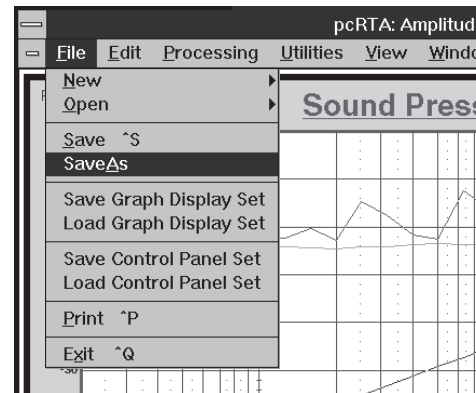 pcRTA: Amplitud
File Edit Processing Utilities View Windo
New
Open
Sound Press
Save ^S
SaveAs
Save Graph Display Set
Load Graph Display Set
Save Control Panel Set
Load Control Panel Set
Print ^P
Exit ^Q
-30